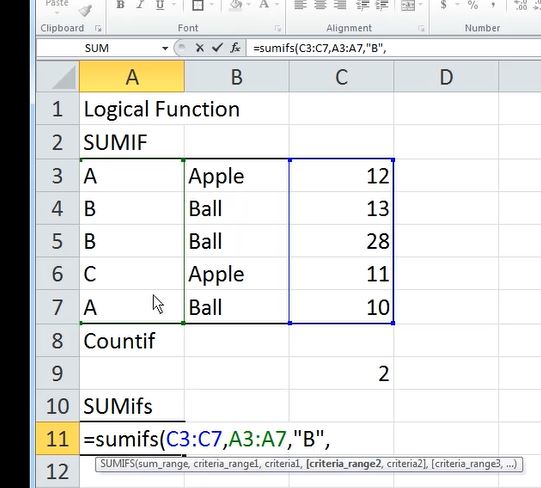 Paste B I U A
Clipboard Font Alignment Number
SUM fx =sumifs(C3:C7,A3:A7,"B",
A B C D
1 Logical Function
2 SUMIF
3 A Apple 12
4 B Ball 13
5 B Ball 28
6 C Apple 11
7 A Ball 10
8 Countif
9 2
10 SUMifs
11 =sumifs(C3:C7,A3:A7,"B",
SUMIFS(sum_range, criteria_range1, criteria1, [criteria_range2, criteria2], [criteria_range3, ...)
12